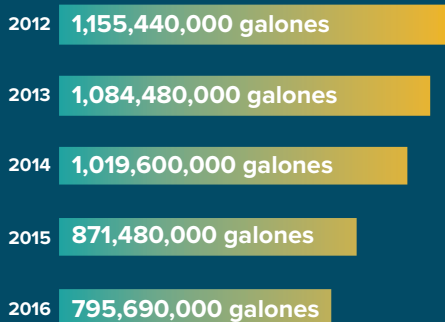 2012 1,155,440,000 galones
2013 1,084,480,000 galones
2014 1,019,600,000 galones
2015 871,480,000 galones
2016 795,690,000 galones